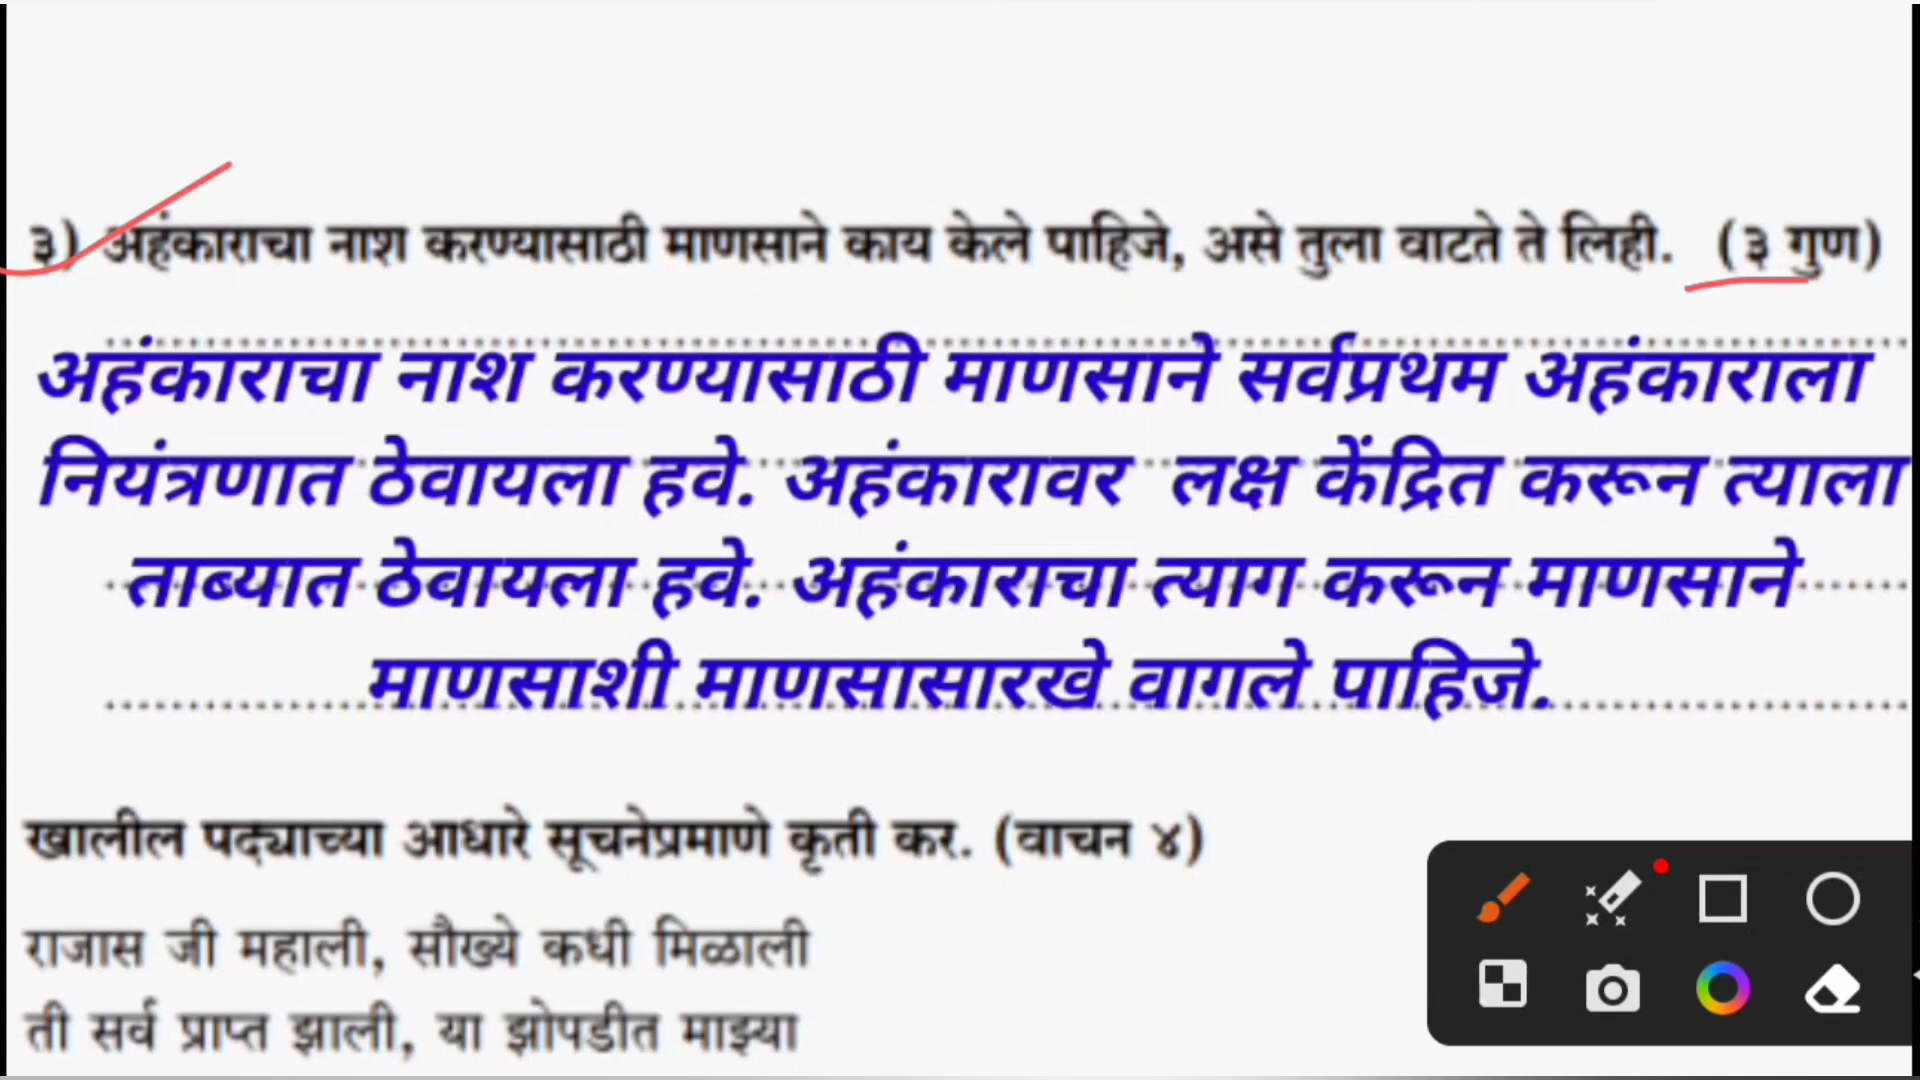 ३) अहंकाराचा नाश करण्यासाठी माणसाने काय केले पाहिजे, असे तुला वाटते ते लिही. (३ गुण)
अहंकाराचा नाश करण्यासाठी माणसाने सर्वप्रथम अहंकाराला
नियंत्रणात ठेवायला हवे. अहंकारावर लक्ष केंद्रित करून त्याला
ताब्यात ठेवायला हवे. अहंकाराचा त्याग करून माणसाने
माणसाशी माणसासारखे वागले पाहिजे.
खालील पद्याच्या आधारे सूचनेप्रमाणे कृती कर. (वाचन ४)
राजास जी महाली, सौख्ये कधी मिळाली
ती सर्व प्राप्त झाली, या झोपडीत माझ्या